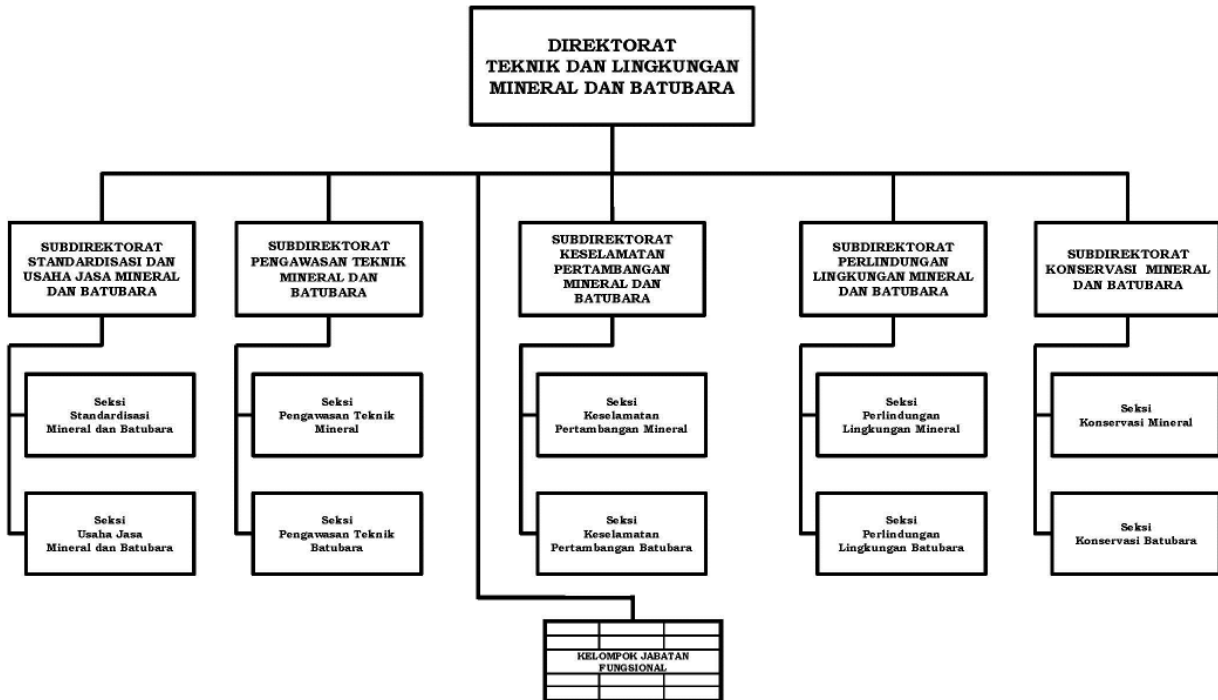 DIREKTORAT
TEKNIK DAN LINGKUNGAN
MINERAL DAN BATUBARA
SUBDIREKTORAT
STANDARDISASI DAN
USAHA JASA MINERAL
DAN BATUBARA
SUBDIREKTORAT
PENGAWASAN TEKNIK
MINERAL DAN
BATUBARA
SUBDIREKTORAT
KESELAMATAN
PERTAMBANGAN
MINERAL DAN
BATUBARA
SUBDIREKTORAT
PERLINDUNGAN
LINGKUNGAN MINERAL
DAN BATUBARA
SUBDIREKTORAT
KONSERVASI MINERAL
DAN BATUBARA
Seksi
Standardisasi
Mineral dan Batubara
Seksi
Pengawasan Teknik
Mineral
Seksi
Keselamatan
Pertambangan Mineral
Seksi
Perlindungan
Lingkungan Mineral
Seksi
Konservasi Mineral
Seksi
Usaha Jasa
Mineral dan Batubara
Seksi
Pengawasan Teknik
Batubara
Seksi
Keselamatan
Pertambangan Batubara
Seksi
Perlindungan
Lingkungan Batubara
Seksi
Konservasi Batubara
KELOMPOK JABATAN
FUNGSIONAL